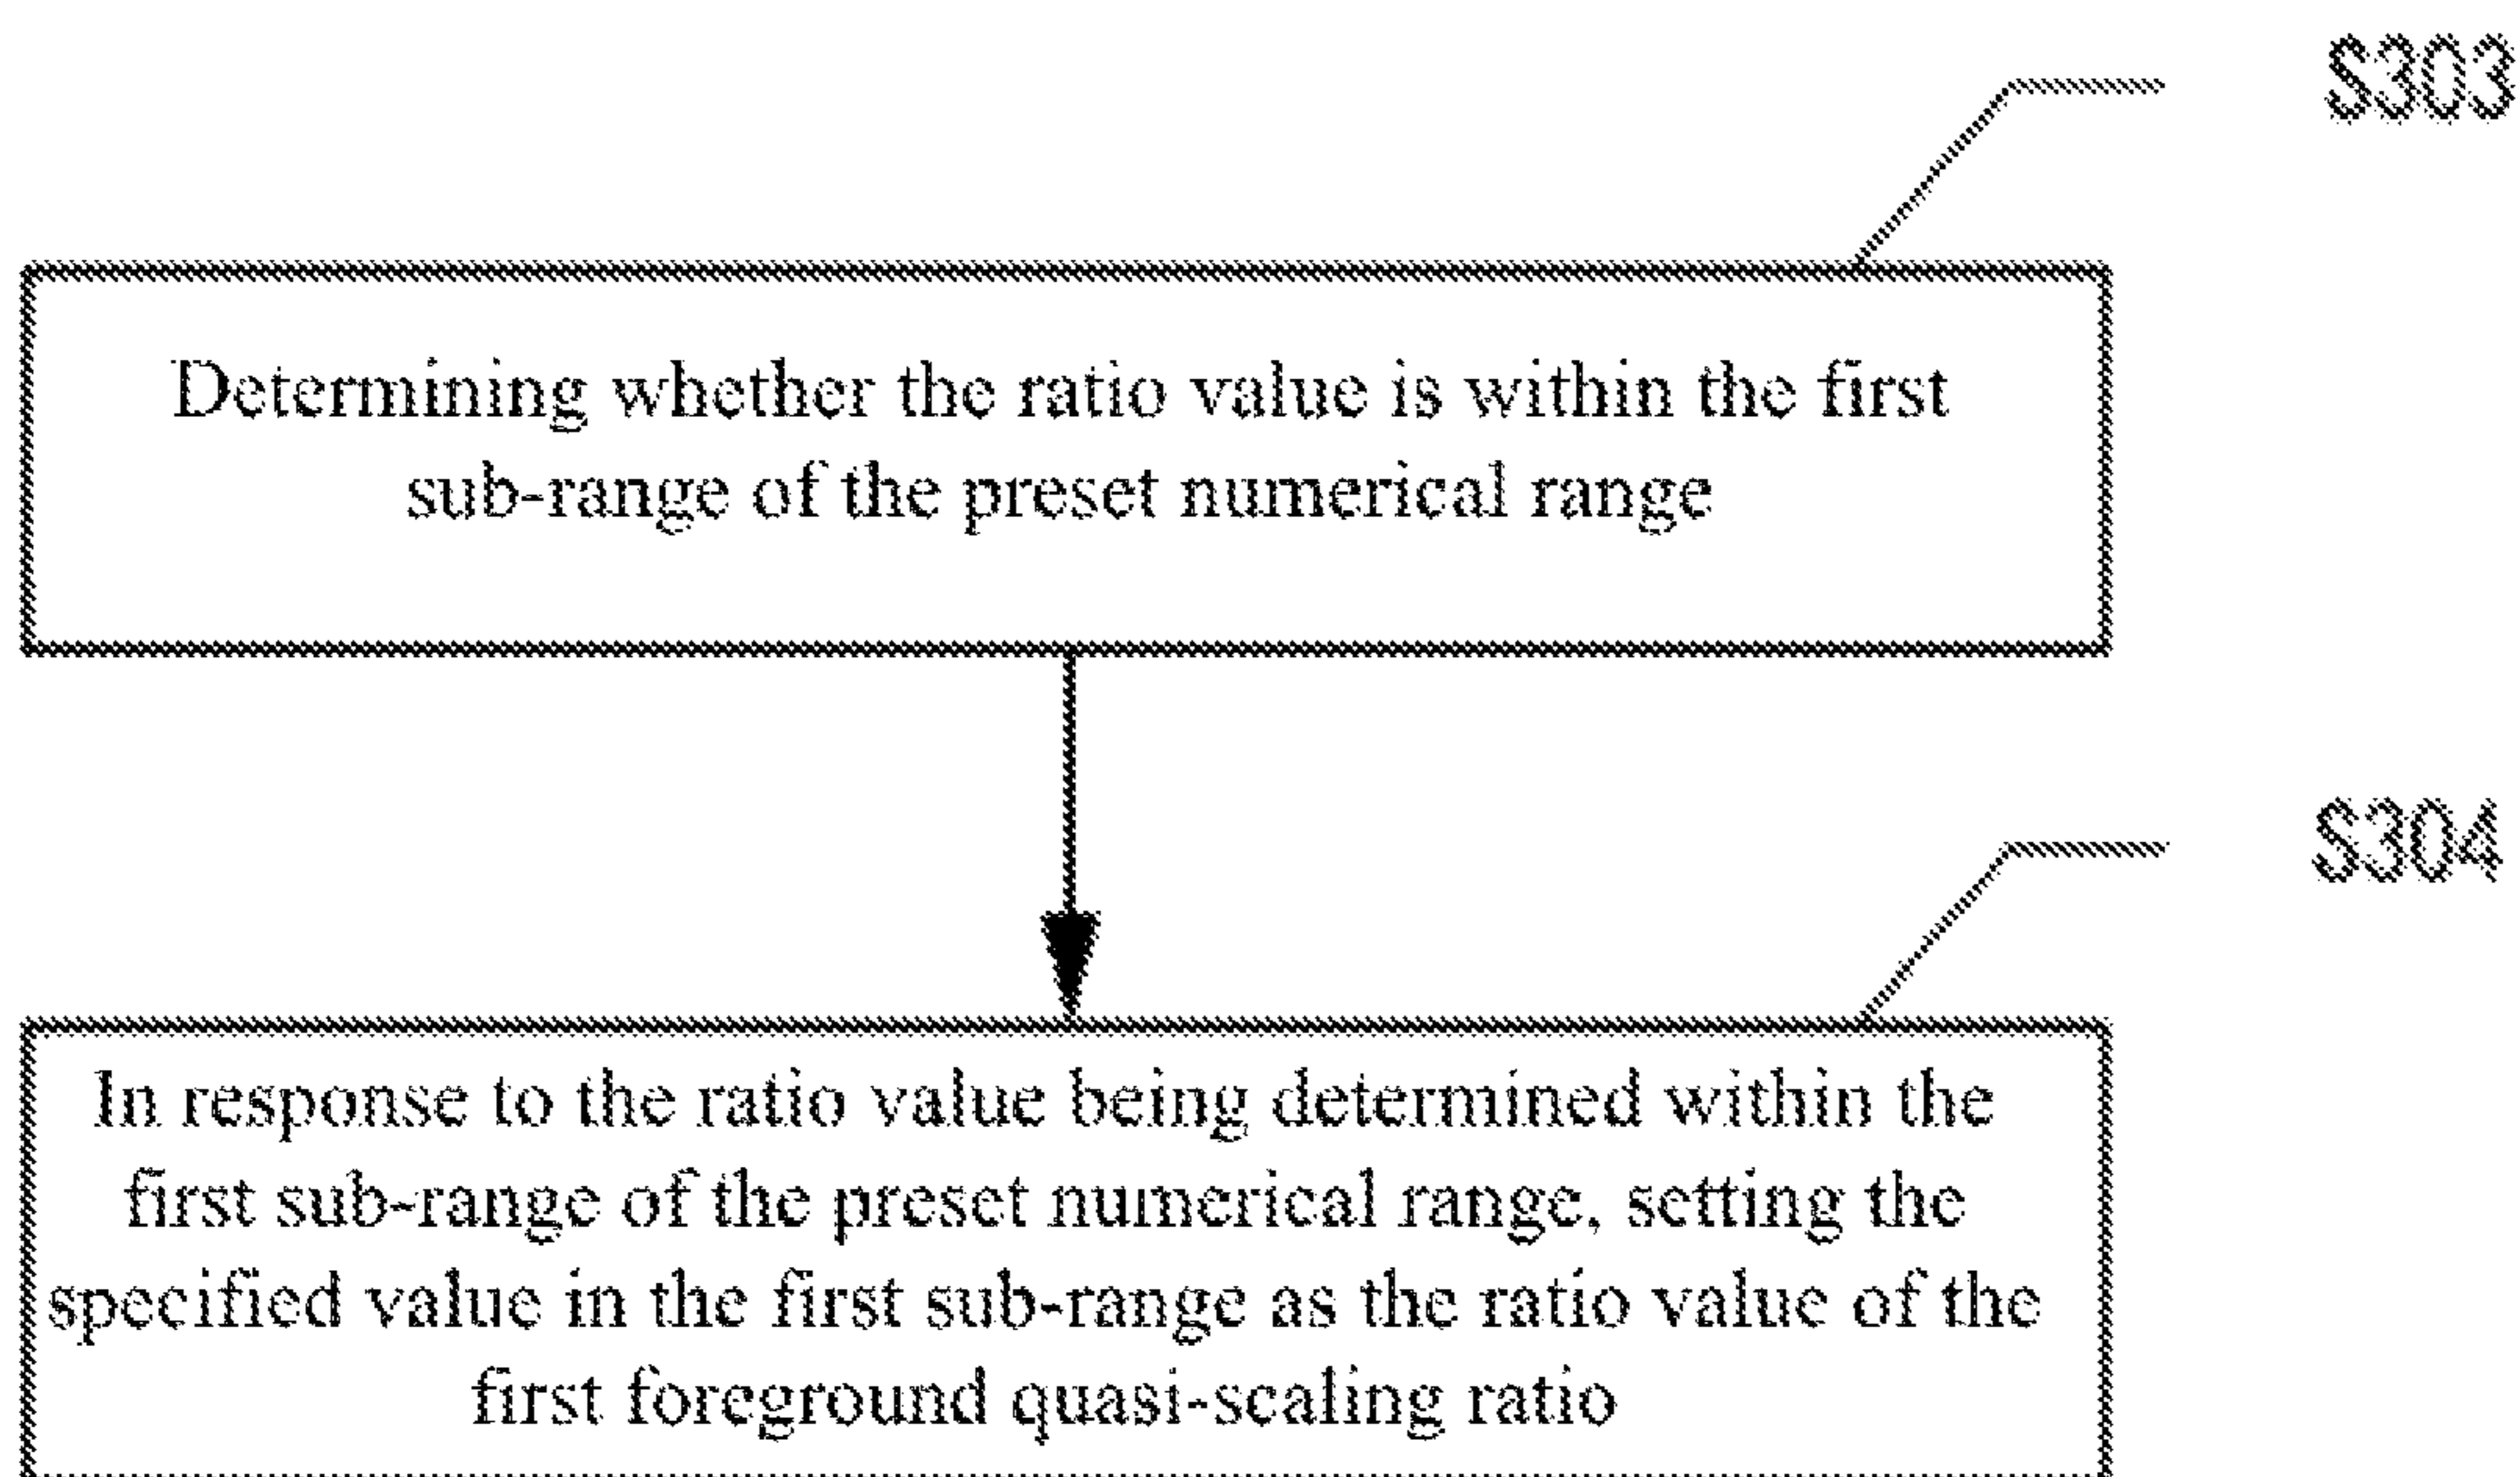 S303
Determining whether the ratio value is within the first
sub-range of the preset numerical range
S304
In response to the ratio value being determined within the
first sub-range of the preset numerical range, setting the
specified value in the first sub-range as the ratio value of the
first foreground quasi-scaling ratio